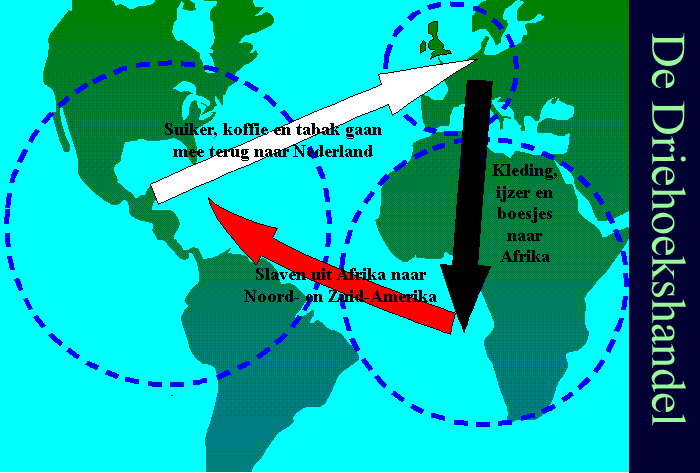 Suiker, koffie en tabak gaan
mee terug naar Nederland
Kleding,
ijzer en
boesjes
naar
Afrika
Slaven uit Afrika naar
Noord- en Zuid-Amerika
De Driehoekshandel